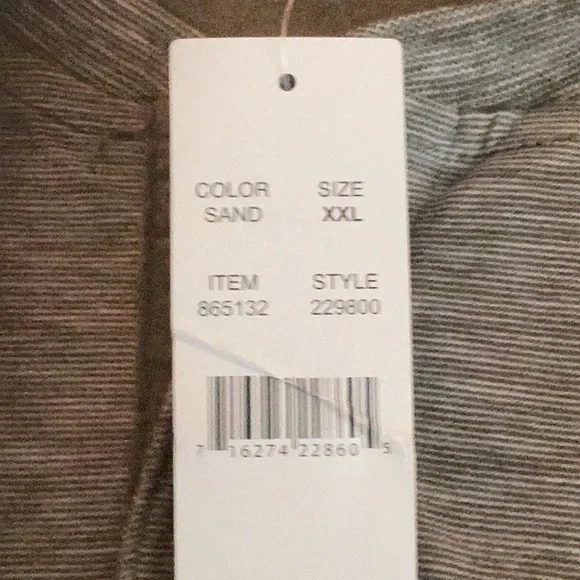 COLOR SIZE
SAND XXL
ITEM STYLE
865132 229800
7 16274 22860 5